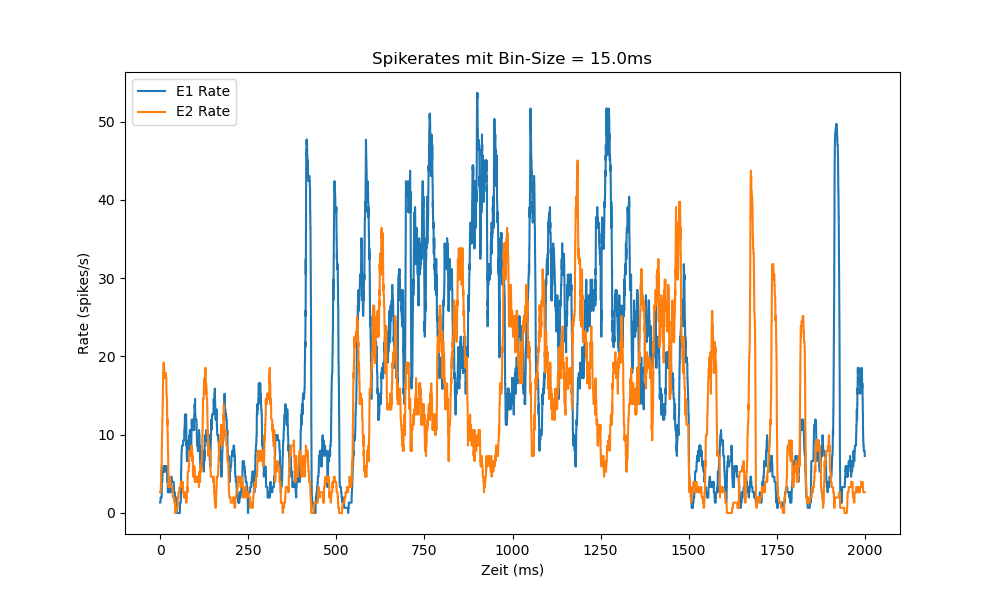 Spikerates mit Bin-Size = 15.0ms
E1 Rate
E2 Rate
Rate (spikes/s)
50
40
30
20
10
0
0 250 500 750 1000 1250 1500 1750 2000
Zeit (ms)